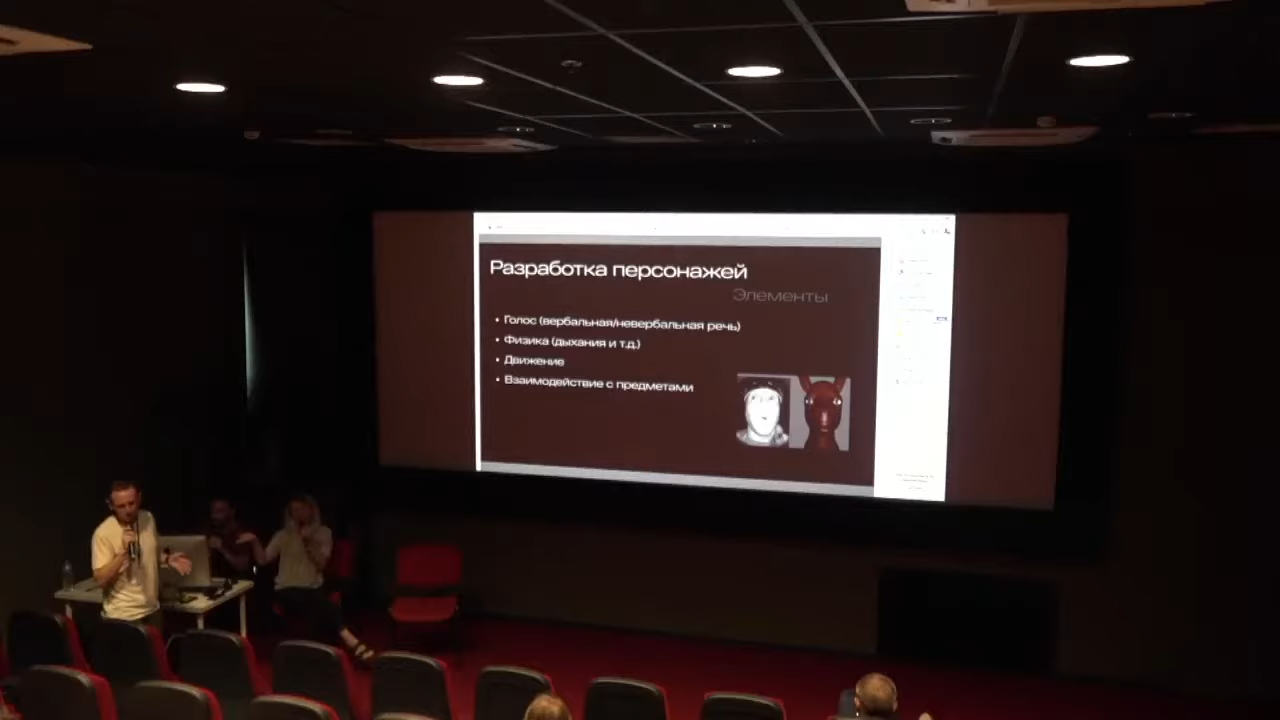 Разработка персонажей
Элементы
• Голос (вербальная/невербальная речь)
• Физика (дыхания и т.д.)
• Движение
• Взаимодействие с предметами